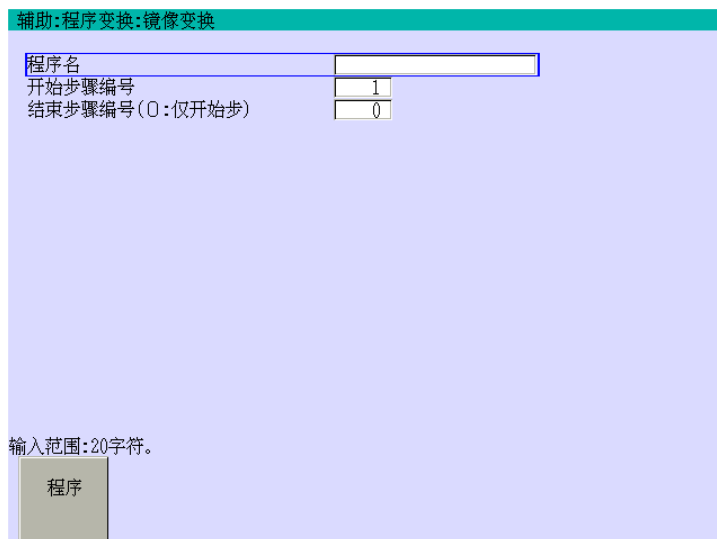 辅助:程序变换:镜像变换
程序名
开始步骤编号 1
结束步骤编号(0:仅开始步) 0
输入范围:20字符。
程序